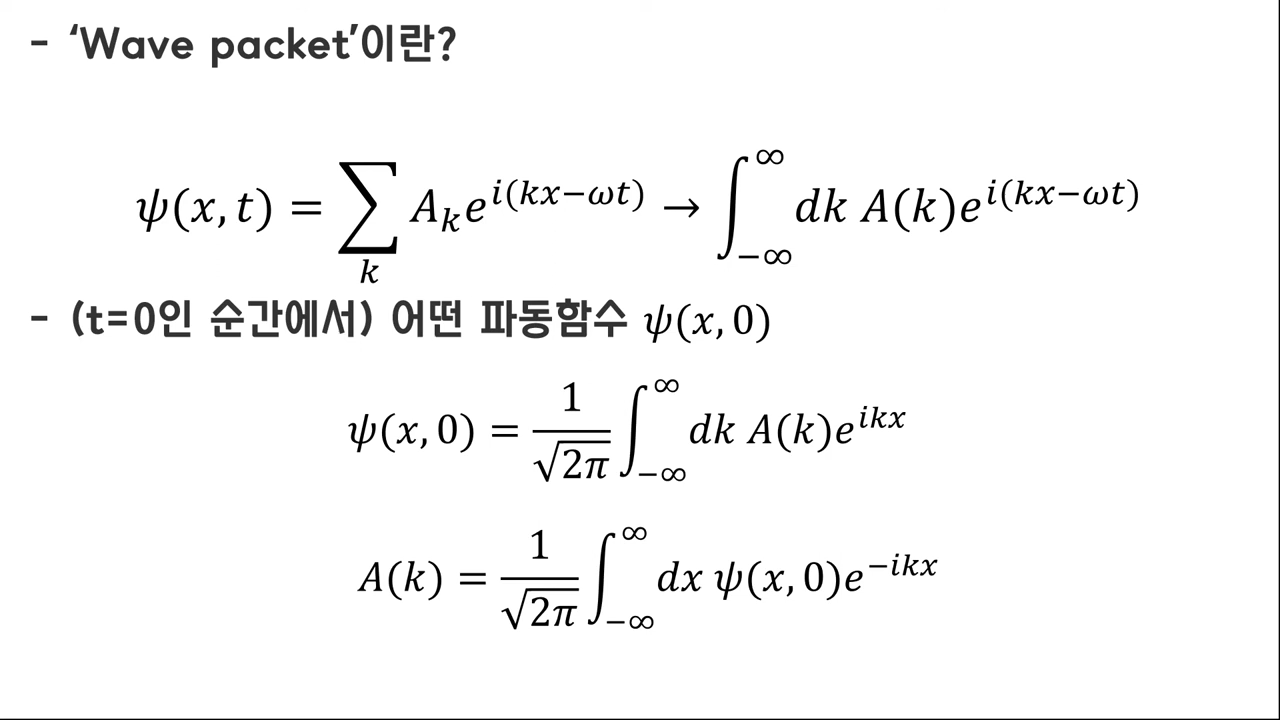 - ‘Wave packet’이란?
ψ(x, t) = ∑_k A_k e^{i(kx−ωt)} → ∫_{−∞}^{∞} dk A(k)e^{i(kx−ωt)}
- (t=0인 순간에서) 어떤 파동함수 ψ(x, 0)
ψ(x, 0) = 1/√(2π) ∫_{−∞}^{∞} dk A(k)e^{ikx}
A(k) = 1/√(2π) ∫_{−∞}^{∞} dx ψ(x, 0)e^{−ikx}